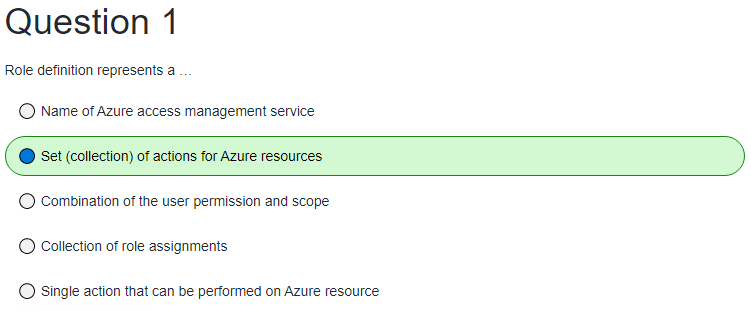 Question 1
Role definition represents a ...
Name of Azure access management service
Set (collection) of actions for Azure resources
Combination of the user permission and scope
Collection of role assignments
Single action that can be performed on Azure resource